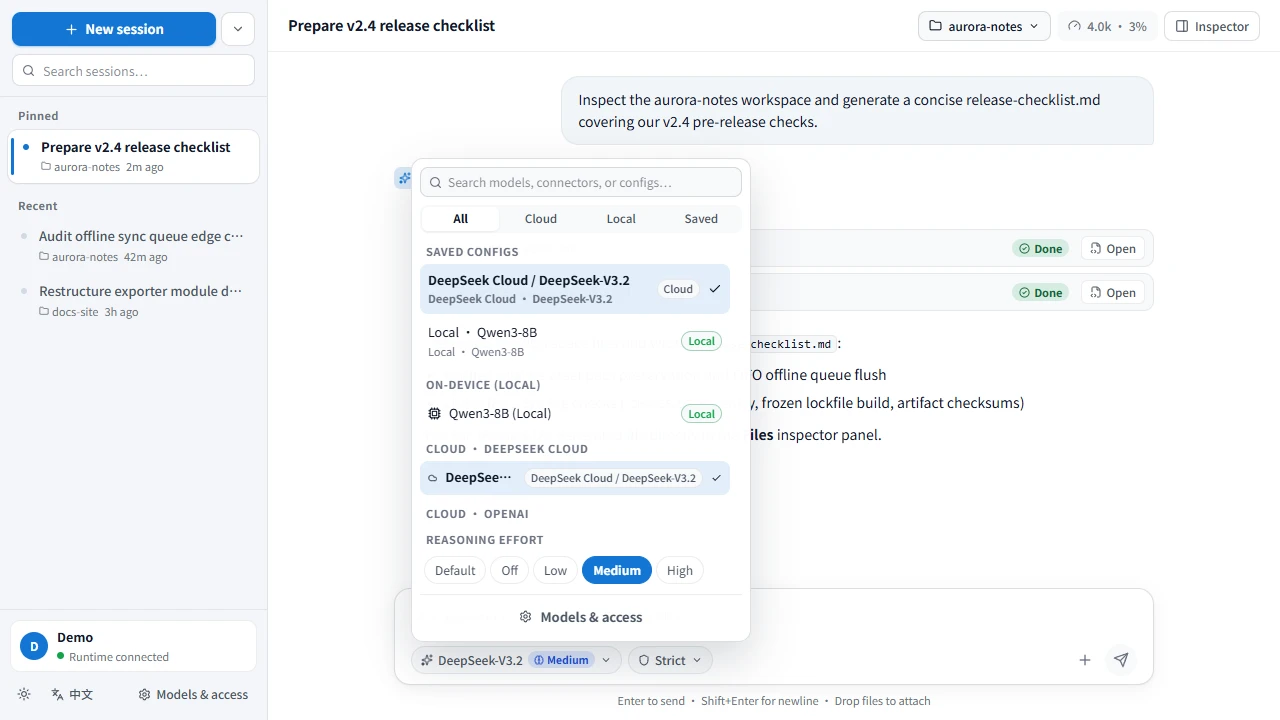 New session
Search sessions…
Pinned
Prepare v2.4 release checklist
aurora-notes 2m ago
Recent
Audit offline sync queue edge c···
aurora-notes 42m ago
Restructure exporter module d···
docs-site 3h ago
D
Demo
Runtime connected
中文
Models & access
Prepare v2.4 release checklist
aurora-notes
4.0k • 3%
Inspector
Inspect the aurora-notes workspace and generate a concise release-checklist.md
covering our v2.4 pre-release checks.
Done
Open
Done
Open
checklist.md :
O offline queue flush
y, frozen lockfile build, artifact checksums)
iles inspector panel.
Search models, connectors, or configs…
All
Cloud
Local
Saved
SAVED CONFIGS
DeepSeek Cloud / DeepSeek-V3.2
DeepSeek Cloud • DeepSeek-V3.2
Cloud
Local • Qwen3-8B
Local • Qwen3-8B
Local
ON-DEVICE (LOCAL)
Qwen3-8B (Local)
Local
CLOUD • DEEPSEEK CLOUD
DeepSee···
DeepSeek Cloud / DeepSeek-V3.2
CLOUD • OPENAI
REASONING EFFORT
Default
Off
Low
Medium
High
Models & access
DeepSeek-V3.2
Medium
Strict
Enter to send • Shift+Enter for newline • Drop files to attach